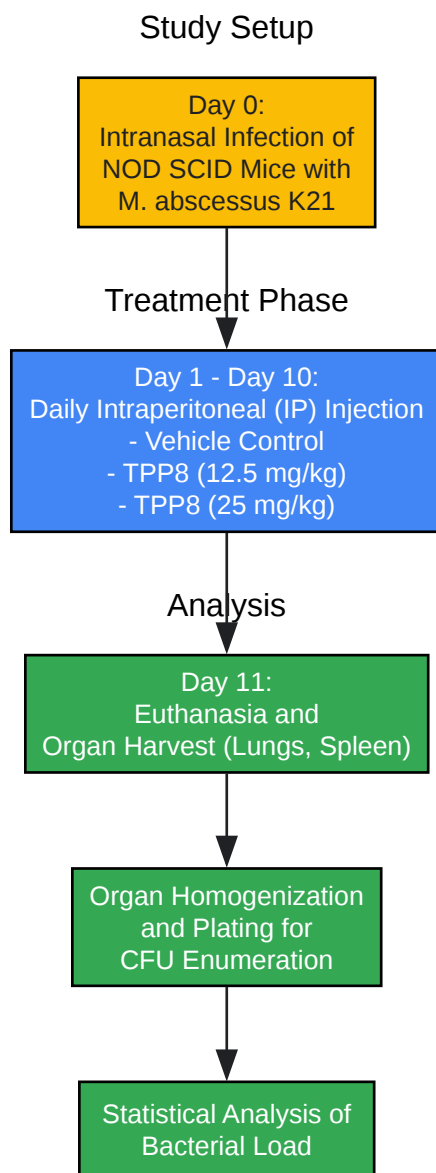 Study Setup
Day 0:
Intranasal Infection of
NOD SCID Mice with
M. abscessus K21
Treatment Phase
Day 1 - Day 10:
Daily Intraperitoneal (IP) Injection
- Vehicle Control
- TPP8 (12.5 mg/kg)
- TPP8 (25 mg/kg)
Analysis
Day 11:
Euthanasia and
Organ Harvest (Lungs, Spleen)
Organ Homogenization
and Plating for
CFU Enumeration
Statistical Analysis of
Bacterial Load